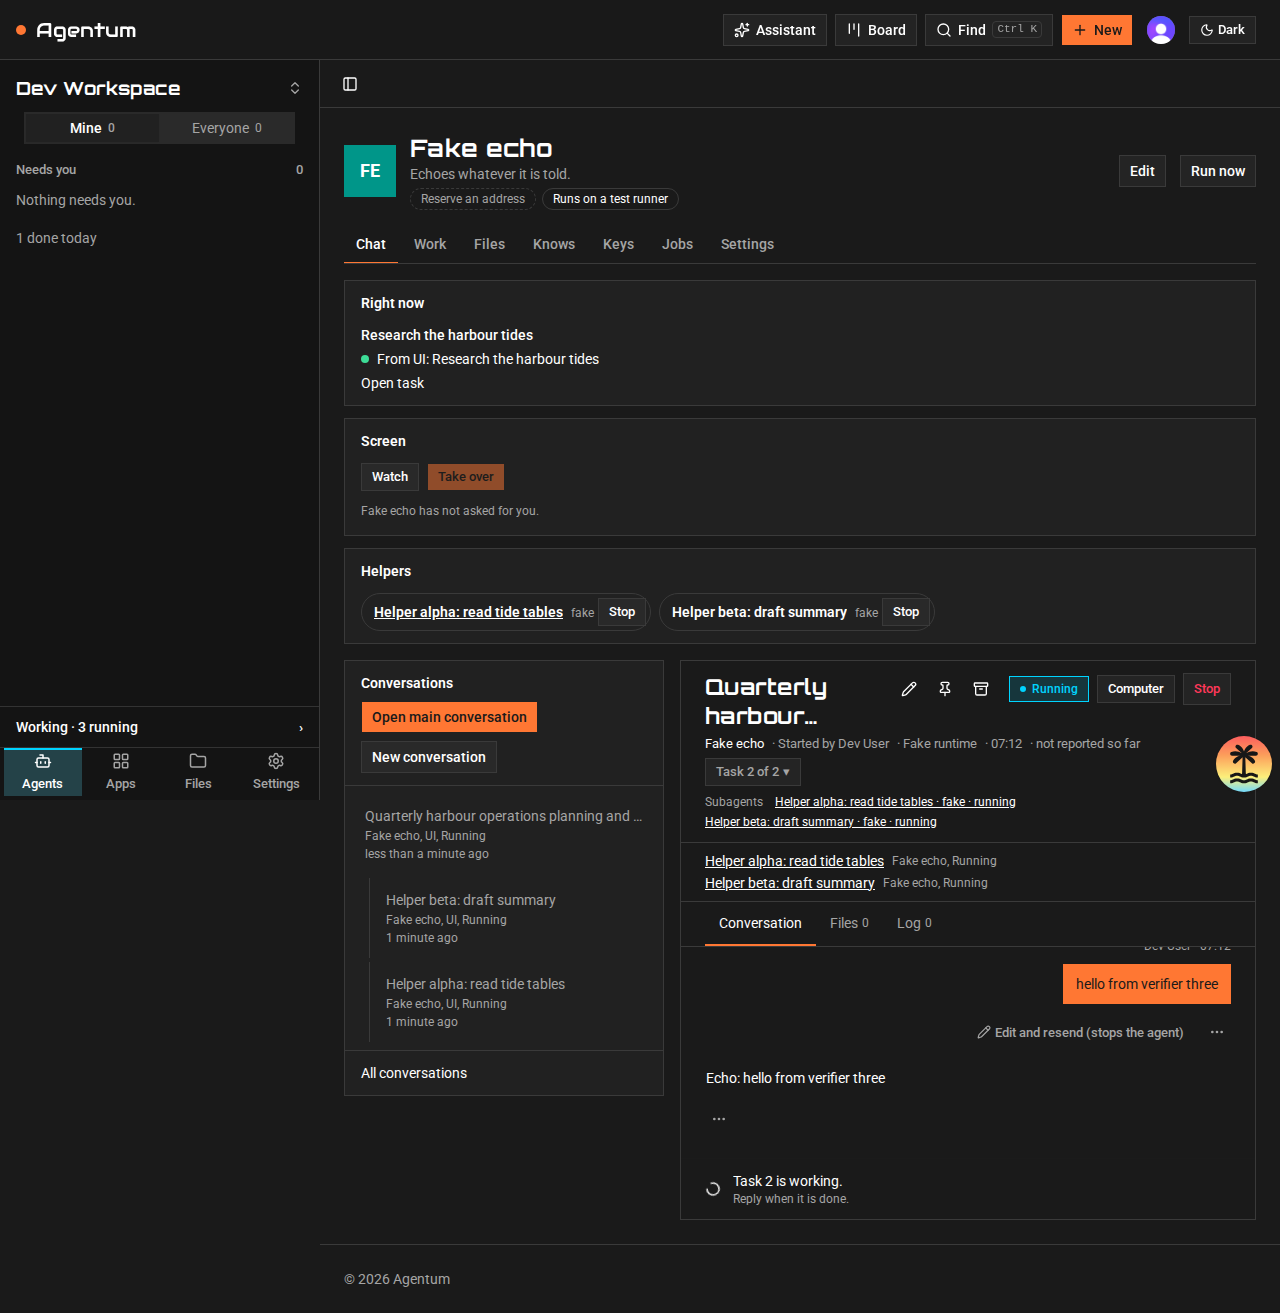 Agentum
Assistant
Board
Find Ctrl K
New
Dark
Dev Workspace
Mine 0
Everyone 0
Needs you 0
Nothing needs you.
1 done today
Working · 3 running ›
Agents
Apps
Files
Settings
FE
Fake echo
Echoes whatever it is told.
Reserve an address
Runs on a test runner
Edit
Run now
Chat
Work
Files
Knows
Keys
Jobs
Settings
Right now
Research the harbour tides
From UI: Research the harbour tides
Open task
Screen
Watch
Take over
Fake echo has not asked for you.
Helpers
Helper alpha: read tide tables fake Stop
Helper beta: draft summary fake Stop
Conversations
Open main conversation
New conversation
Quarterly harbour operations planning and ...
Fake echo, UI, Running
less than a minute ago
Helper beta: draft summary
Fake echo, UI, Running
1 minute ago
Helper alpha: read tide tables
Fake echo, UI, Running
1 minute ago
All conversations
Quarterly
harbour...
Running
Computer
Stop
Fake echo · Started by Dev User · Fake runtime · 07:12 · not reported so far
Task 2 of 2 ▾
Subagents Helper alpha: read tide tables · fake · running
Helper beta: draft summary · fake · running
Helper alpha: read tide tables Fake echo, Running
Helper beta: draft summary Fake echo, Running
Conversation
Files 0
Log 0
Dev User · 07:12
hello from verifier three
Edit and resend (stops the agent)
Echo: hello from verifier three
Task 2 is working.
Reply when it is done.
© 2026 Agentum